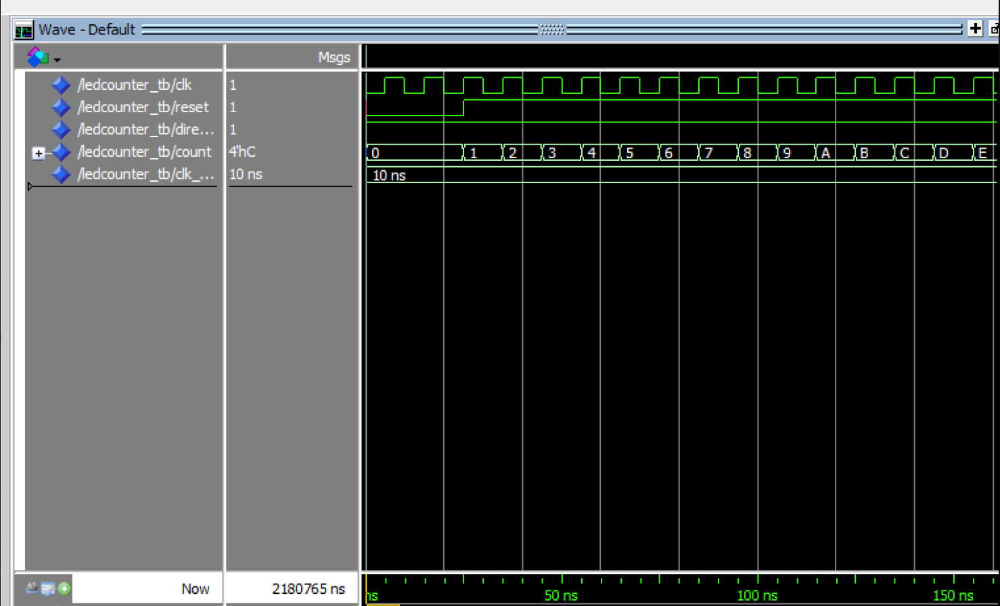 Wave - Default
Msgs
/ledcounter_tb/clk 1
/ledcounter_tb/reset 1
/ledcounter_tb/dire... 1
/ledcounter_tb/count 4'hC 0 1 2 3 4 5 6 7 8 9 A B C D E
/ledcounter_tb/clk_... 10 ns 10 ns
Now 2180765 ns ns 50 ns 100 ns 150 ns